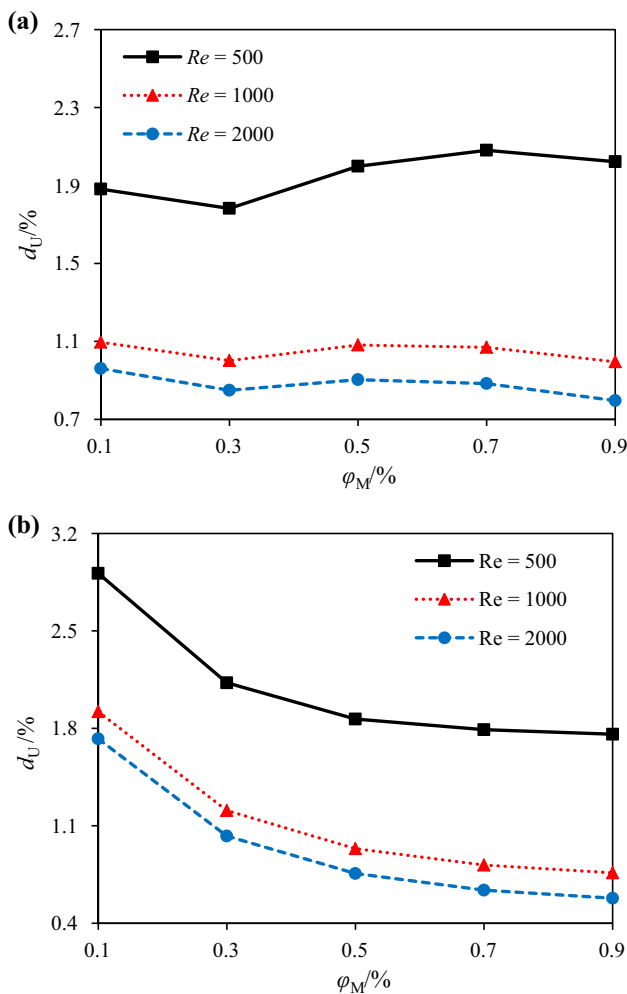 (a)
2.7
2.3
1.9
1.5
1.1
0.7
dU/%
Re = 500
Re = 1000
Re = 2000
0.1 0.3 0.5 0.7 0.9
φM/%
(b)
3.2
2.5
1.8
1.1
0.4
dU/%
Re = 500
Re = 1000
Re = 2000
0.1 0.3 0.5 0.7 0.9
φM/%